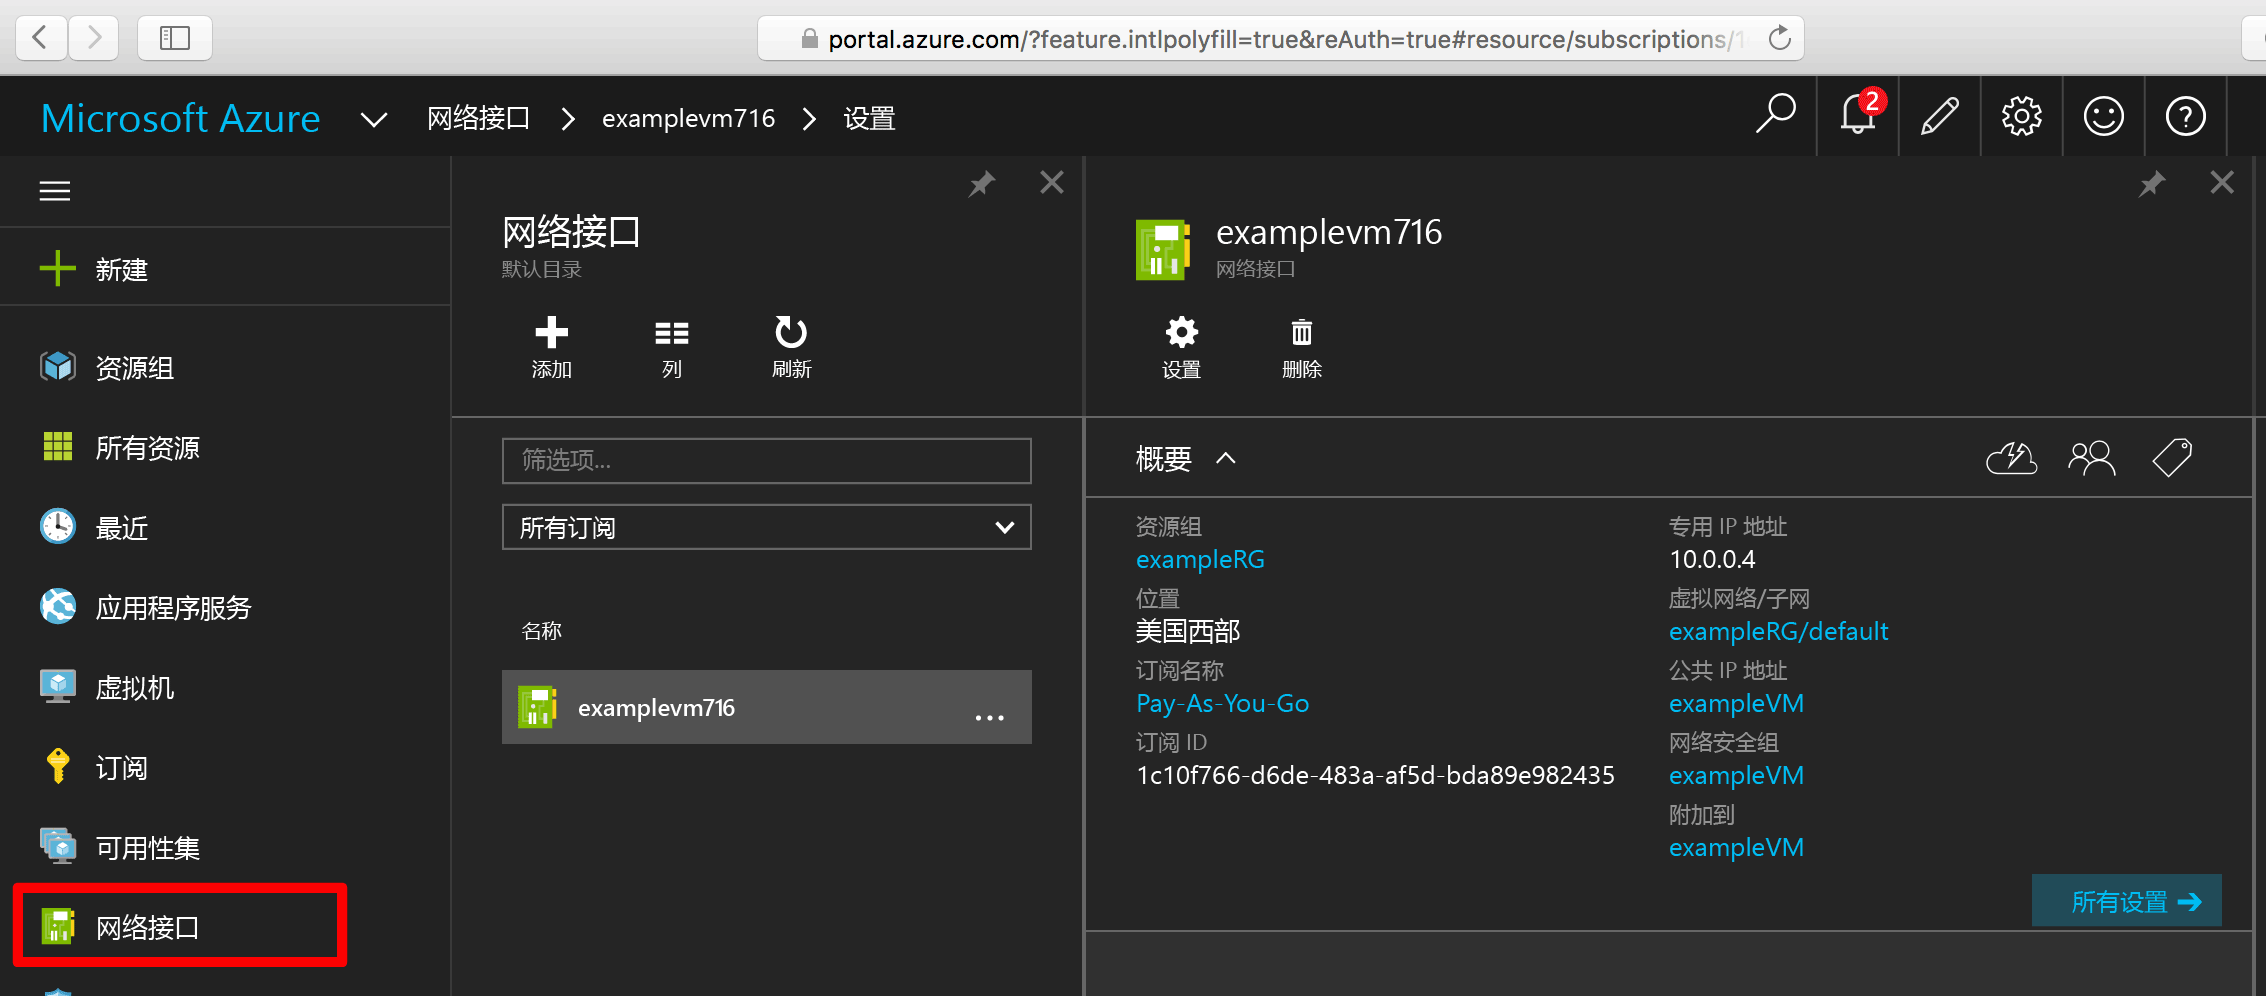 portal.azure.com/?feature.intlpolyfill=true&reAuth=true#resource/subscriptions/1
Microsoft Azure 网络接口 examplevm716 设置
2
新建
资源组
所有资源
最近
应用程序服务
虚拟机
订阅
可用性集
网络接口
网络接口
默认目录
添加 列 刷新
筛选项...
所有订阅
名称
examplevm716 ...
examplevm716
网络接口
设置 删除
概要
资源组
exampleRG
位置
美国西部
订阅名称
Pay-As-You-Go
订阅 ID
1c10f766-d6de-483a-af5d-bda89e982435
专用 IP 地址
10.0.0.4
虚拟网络/子网
exampleRG/default
公共 IP 地址
exampleVM
网络安全组
exampleVM
附加到
exampleVM
所有设置